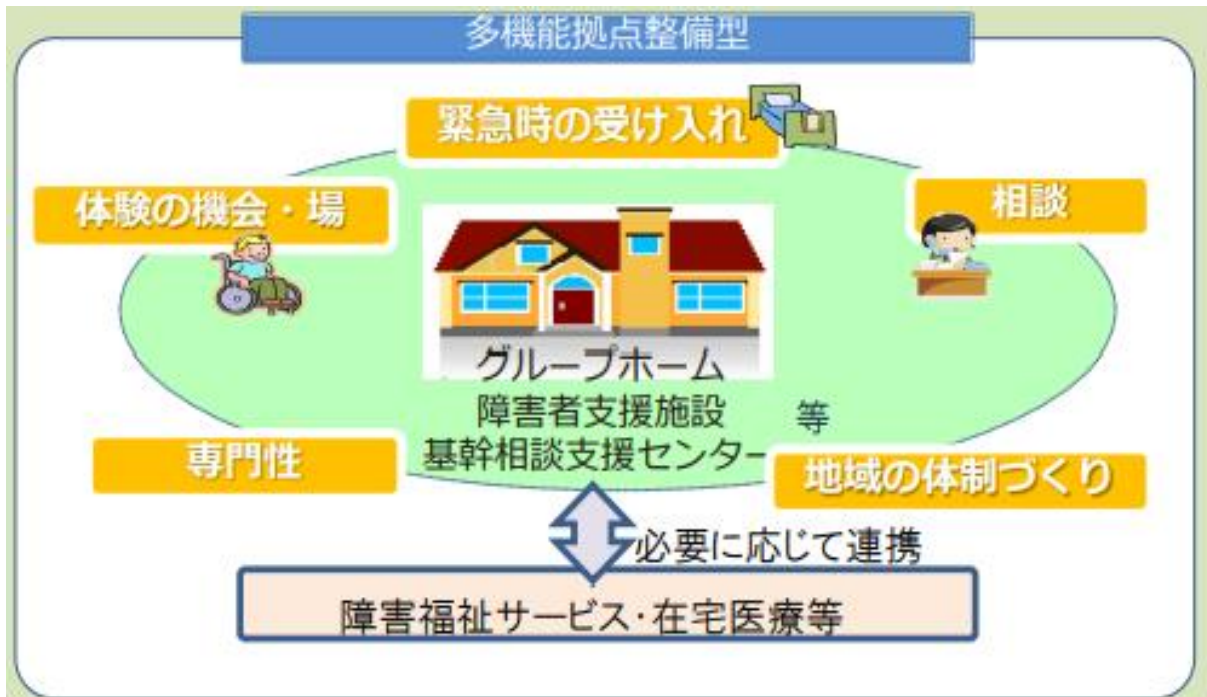 多機能拠点整備型
緊急時の受け入れ
体験の機会・場
相談
グループホーム
障害者支援施設
等
基幹相談支援センター
専門性
地域の体制づくり
必要に応じて連携
障害福祉サービス・在宅医療等